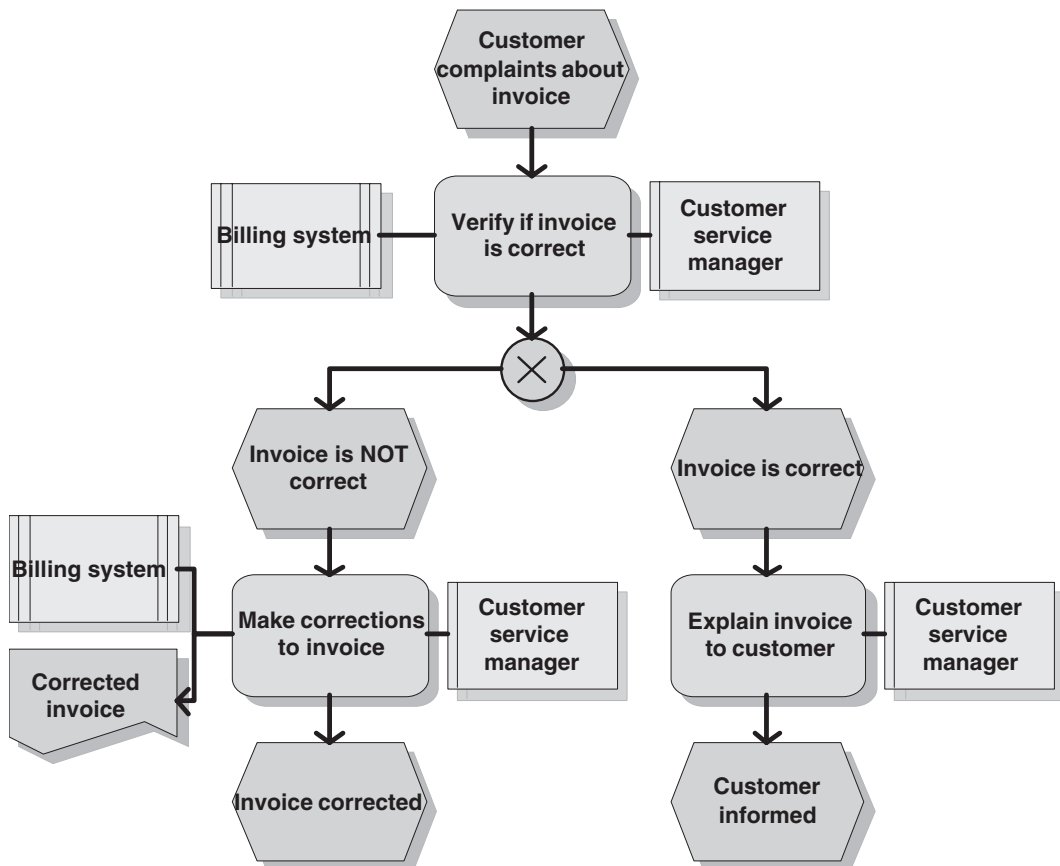 Customer
complaints about
invoice
Billing system
Verify if invoice
is correct
Customer
service
manager
Invoice is NOT
correct
Invoice is correct
Billing system
Make corrections
to invoice
Customer
service
manager
Explain invoice
to customer
Customer
service
manager
Corrected
invoice
Invoice corrected
Customer
informed